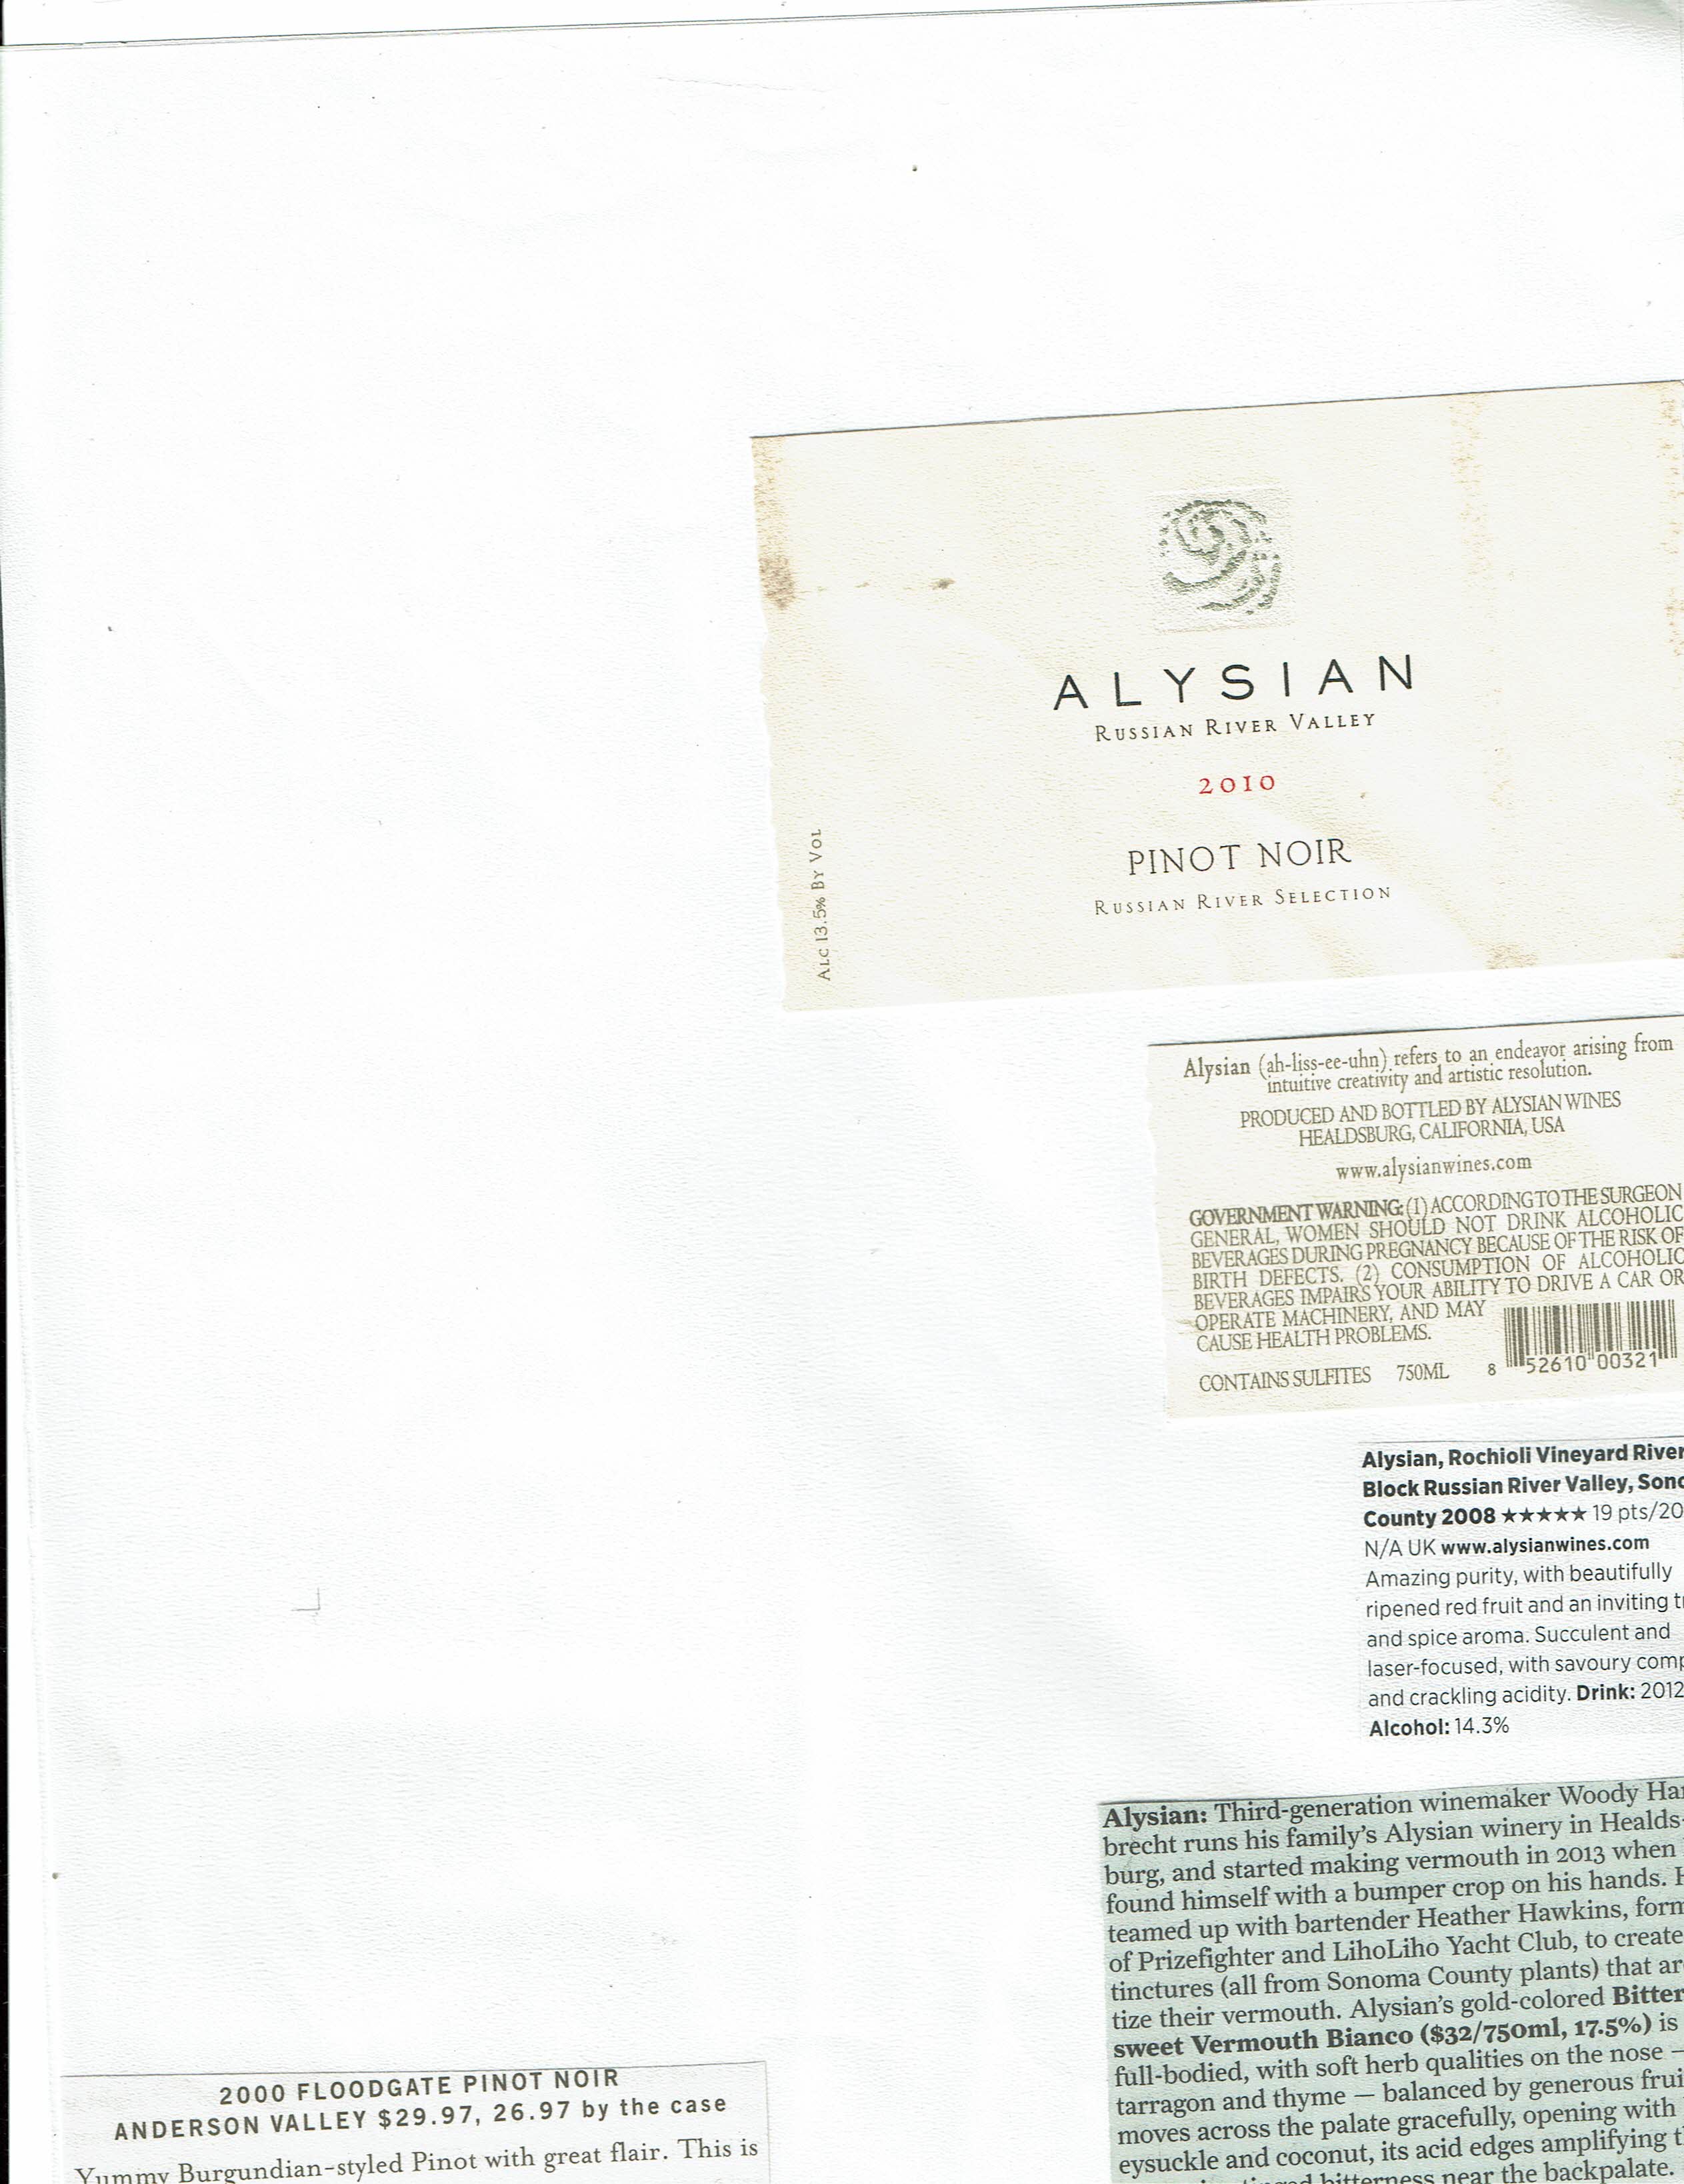 ALYSIAN
RUSSIAN RIVER VALLEY
2010
PINOT NOIR
RUSSIAN RIVER SELECTION
ALC 13.5% BY VOL
Alysian (ah-liss-ee-uhn) refers to an endeavor arising from
intuitive creativity and artistic resolution.
PRODUCED AND BOTTLED BY ALYSIAN WINES
HEALDSBURG, CALIFORNIA, USA
www.alysianwines.com
GOVERNMENT WARNING: (1) ACCORDING TO THE SURGEON
GENERAL, WOMEN SHOULD NOT DRINK ALCOHOLIC
BEVERAGES DURING PREGNANCY BECAUSE OF THE RISK OF
BIRTH DEFECTS. (2) CONSUMPTION OF ALCOHOLIC
BEVERAGES IMPAIRS YOUR ABILITY TO DRIVE A CAR OR
OPERATE MACHINERY, AND MAY
CAUSE HEALTH PROBLEMS.
CONTAINS SULFITES 750ML 8 52610 00321
Alysian, Rochioli Vineyard River
Block Russian River Valley, Sono
County 2008 ★★★★★ 19 pts/20
N/A UK www.alysianwines.com
Amazing purity, with beautifully
ripened red fruit and an inviting
and spice aroma. Succulent and
laser-focused, with savoury comp
and crackling acidity. Drink: 2012
Alcohol: 14.3%
Alysian: Third-generation winemaker Woody Ha
brecht runs his family's Alysian winery in Healds-
burg, and started making vermouth in 2013 when
found himself with a bumper crop on his hands. H
teamed up with bartender Heather Hawkins, form
of Prizefighter and LihoLiho Yacht Club, to create
tinctures (all from Sonoma County plants) that ar
tize their vermouth. Alysian's gold-colored Bitter
sweet Vermouth Bianco ($32/750ml, 17.5%) is
full-bodied, with soft herb qualities on the nose —
tarragon and thyme — balanced by generous frui
moves across the palate gracefully, opening with
eysuckle and coconut, its acid edges amplifying t
bitterness near the backpalate.
2000 FLOODGATE PINOT NOIR
ANDERSON VALLEY $29.97, 26.97 by the case
Yummy Burgundian-styled Pinot with great flair. This is